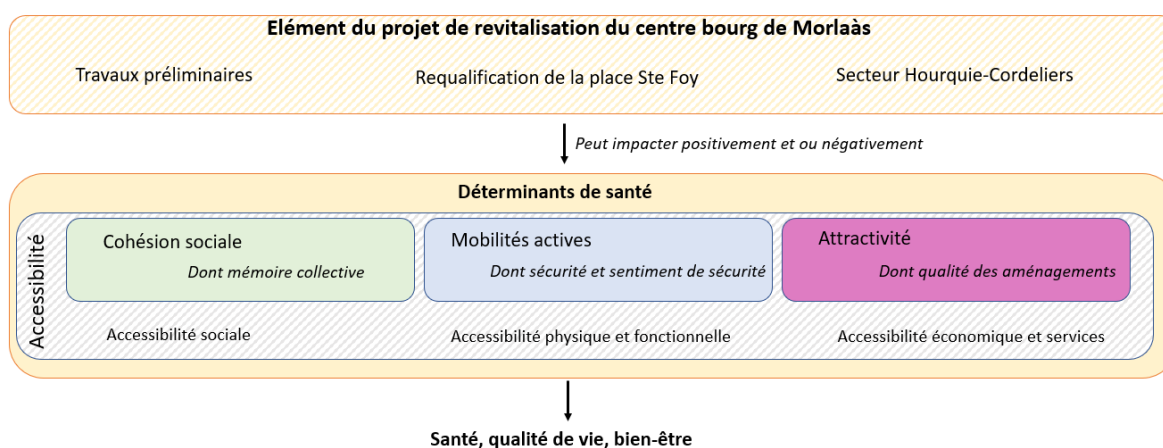 Elément du projet de revitalisation du centre bourg de Morlaàs
Travaux préliminaires
Requalification de la place Ste Foy
Secteur Hourquie-Cordeliers
Peut impacter positivement et ou négativement
Déterminants de santé
Accessibilité
Cohésion sociale
Dont mémoire collective
Mobilités actives
Dont sécurité et sentiment de sécurité
Attractivité
Dont qualité des aménagements
Accessibilité sociale
Accessibilité physique et fonctionnelle
Accessibilité économique et services
Santé, qualité de vie, bien-être